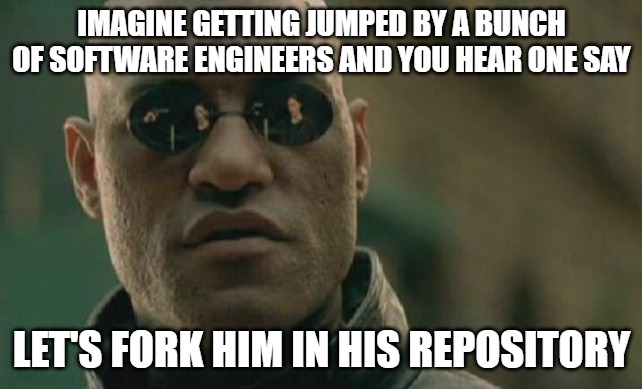 IMAGINE GETTING JUMPED BY A BUNCH
OF SOFTWARE ENGINEERS AND YOU HEAR ONE SAY
LET'S FORK HIM IN HIS REPOSITORY